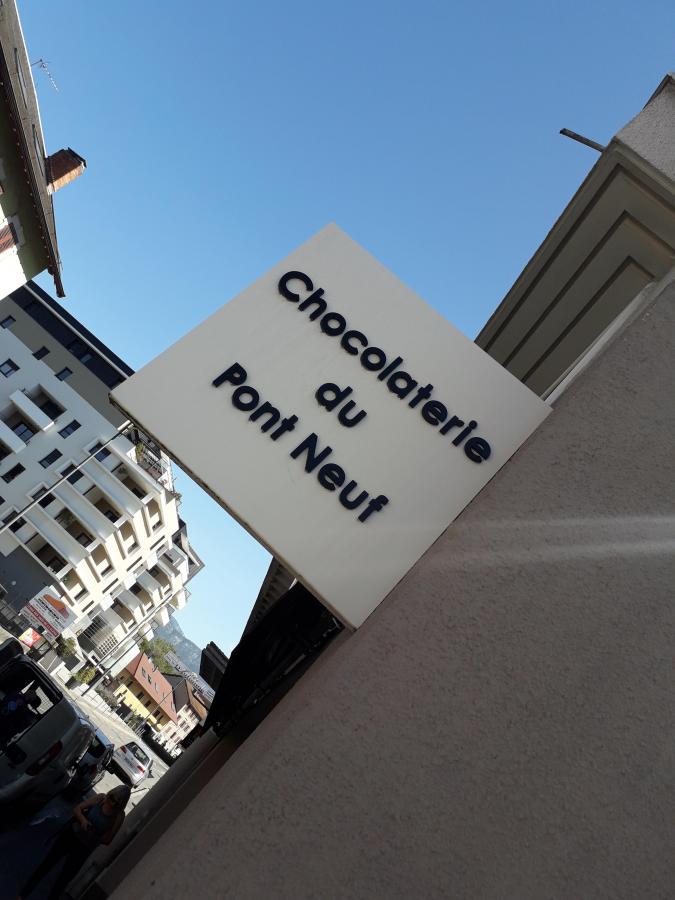 Chocolaterie
du
Pont Neuf